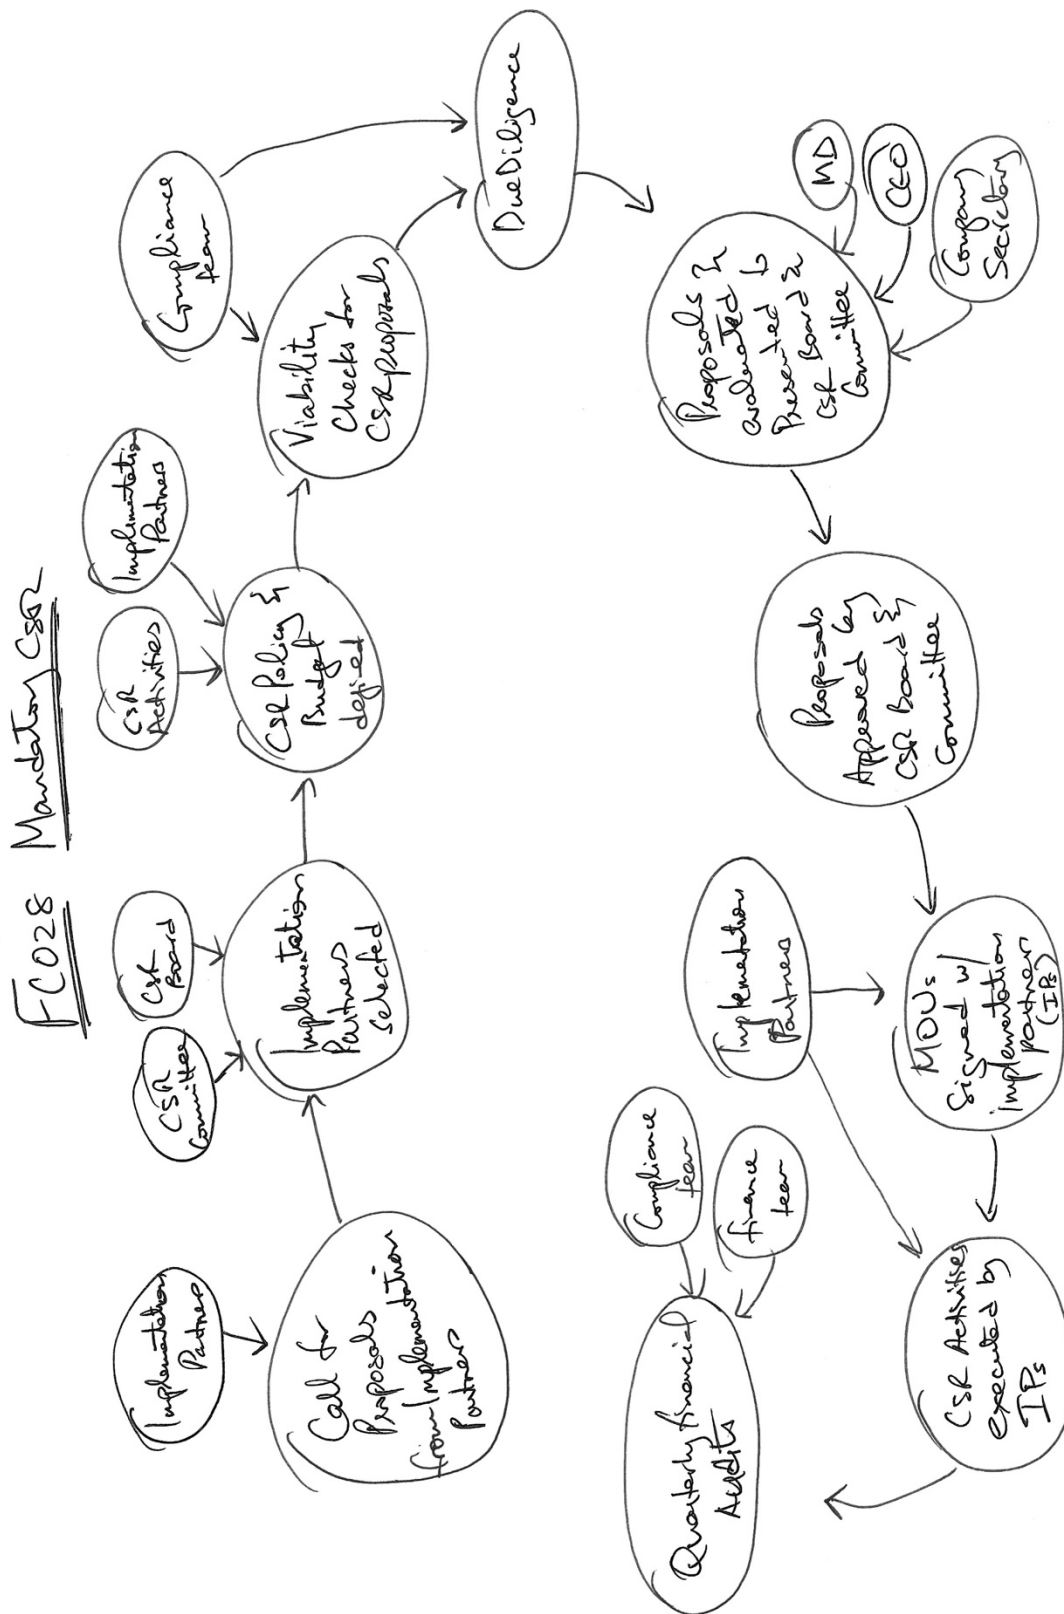 FC028 Mandatory CSR
Implementation
Partner
Call for
Proposals
from Implementation
Partners
CSR
Committee
CSR
Board
Implementation
Partners
Selected
CSR
Activities
Implementation
Partners
CSR Policy &
Budget
defined
Compliance
team
Viability
Checks for
CSR proposals
Due Diligence
MD
CEO
Company
Secretary
Proposals &
evaluated &
Presented to
CSR Board &
Committee
Proposals
Approved by
CSR Board &
Committee
Implementation
Partners
MOUs
Signed w/
implementation
partners
(IPs)
CSR Activities
executed by
IPs
Compliance
team
finance
team
Quarterly financial
Audits